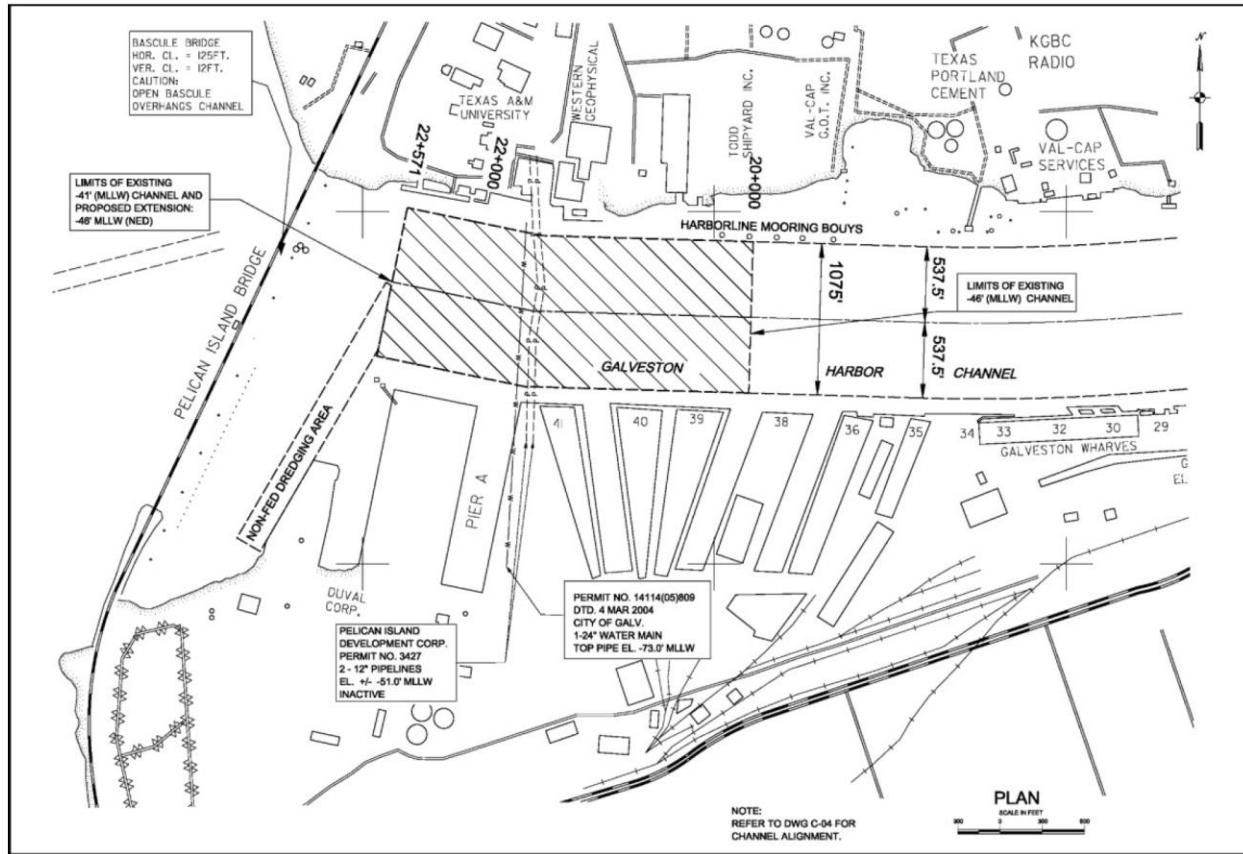 BASCULE BRIDGE
HOR. CL. = 125FT.
VER. CL. = 12FT.
CAUTION:
OPEN BASCULE
OVERHANGS CHANNEL
TEXAS A&M
UNIVERSITY
WESTERN
GEOPHYSICAL
TODD
SHIPYARD INC.
VAL-CAP
G.O.T. INC.
TEXAS
PORTLAND
CEMENT
KGBC
RADIO
VAL-CAP
SERVICES
N
22+571
22+000
20+000
LIMITS OF EXISTING
-41' (MLLW) CHANNEL AND
PROPOSED EXTENSION:
-46' MLLW (NED)
HARBORLINE MOORING BOUYS
PELICAN ISLAND BRIDGE
1075'
537.5'
537.5'
LIMITS OF EXISTING
-46' (MLLW) CHANNEL
GALVESTON HARBOR CHANNEL
NON-FED DREDGING AREA
PIER A
41 40 39 38 36 35 34 33 32 30 29
GALVESTON WHARVES
G
EL.
DUVAL
CORP.
PELICAN ISLAND
DEVELOPMENT CORP.
PERMIT NO. 3427
2 - 12" PIPELINES
EL. +/- -51.0' MLLW
INACTIVE
PERMIT NO. 14114(05)809
DTD. 4 MAR 2004
CITY OF GALV.
1-24" WATER MAIN
TOP PIPE EL. -73.0' MLLW
NOTE:
REFER TO DWG C-04 FOR
CHANNEL ALIGNMENT.
PLAN
SCALE IN FEET
300 0 300 600